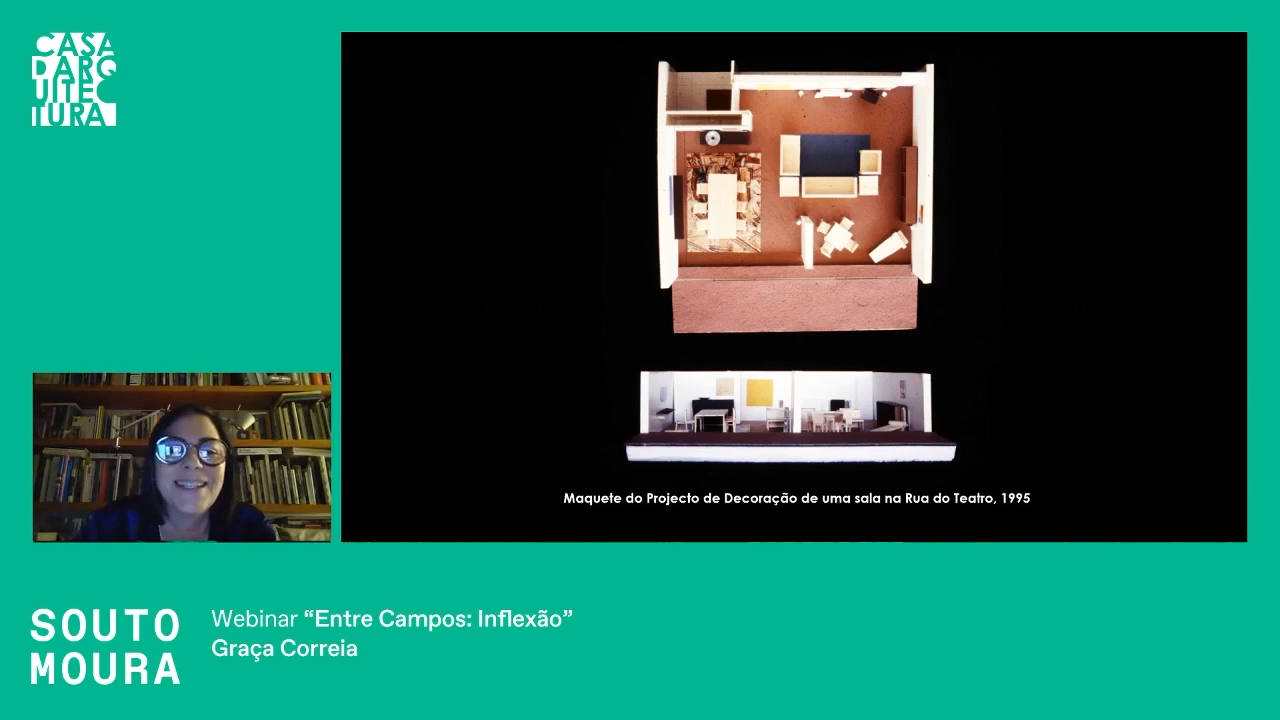 CASA
DARQ
UITEC
TURA
Maquete do Projecto de Decoração de uma sala na Rua do Teatro, 1995
SOUTO
MOURA
Webinar “Entre Campos: Inflexão”
Graça Correia